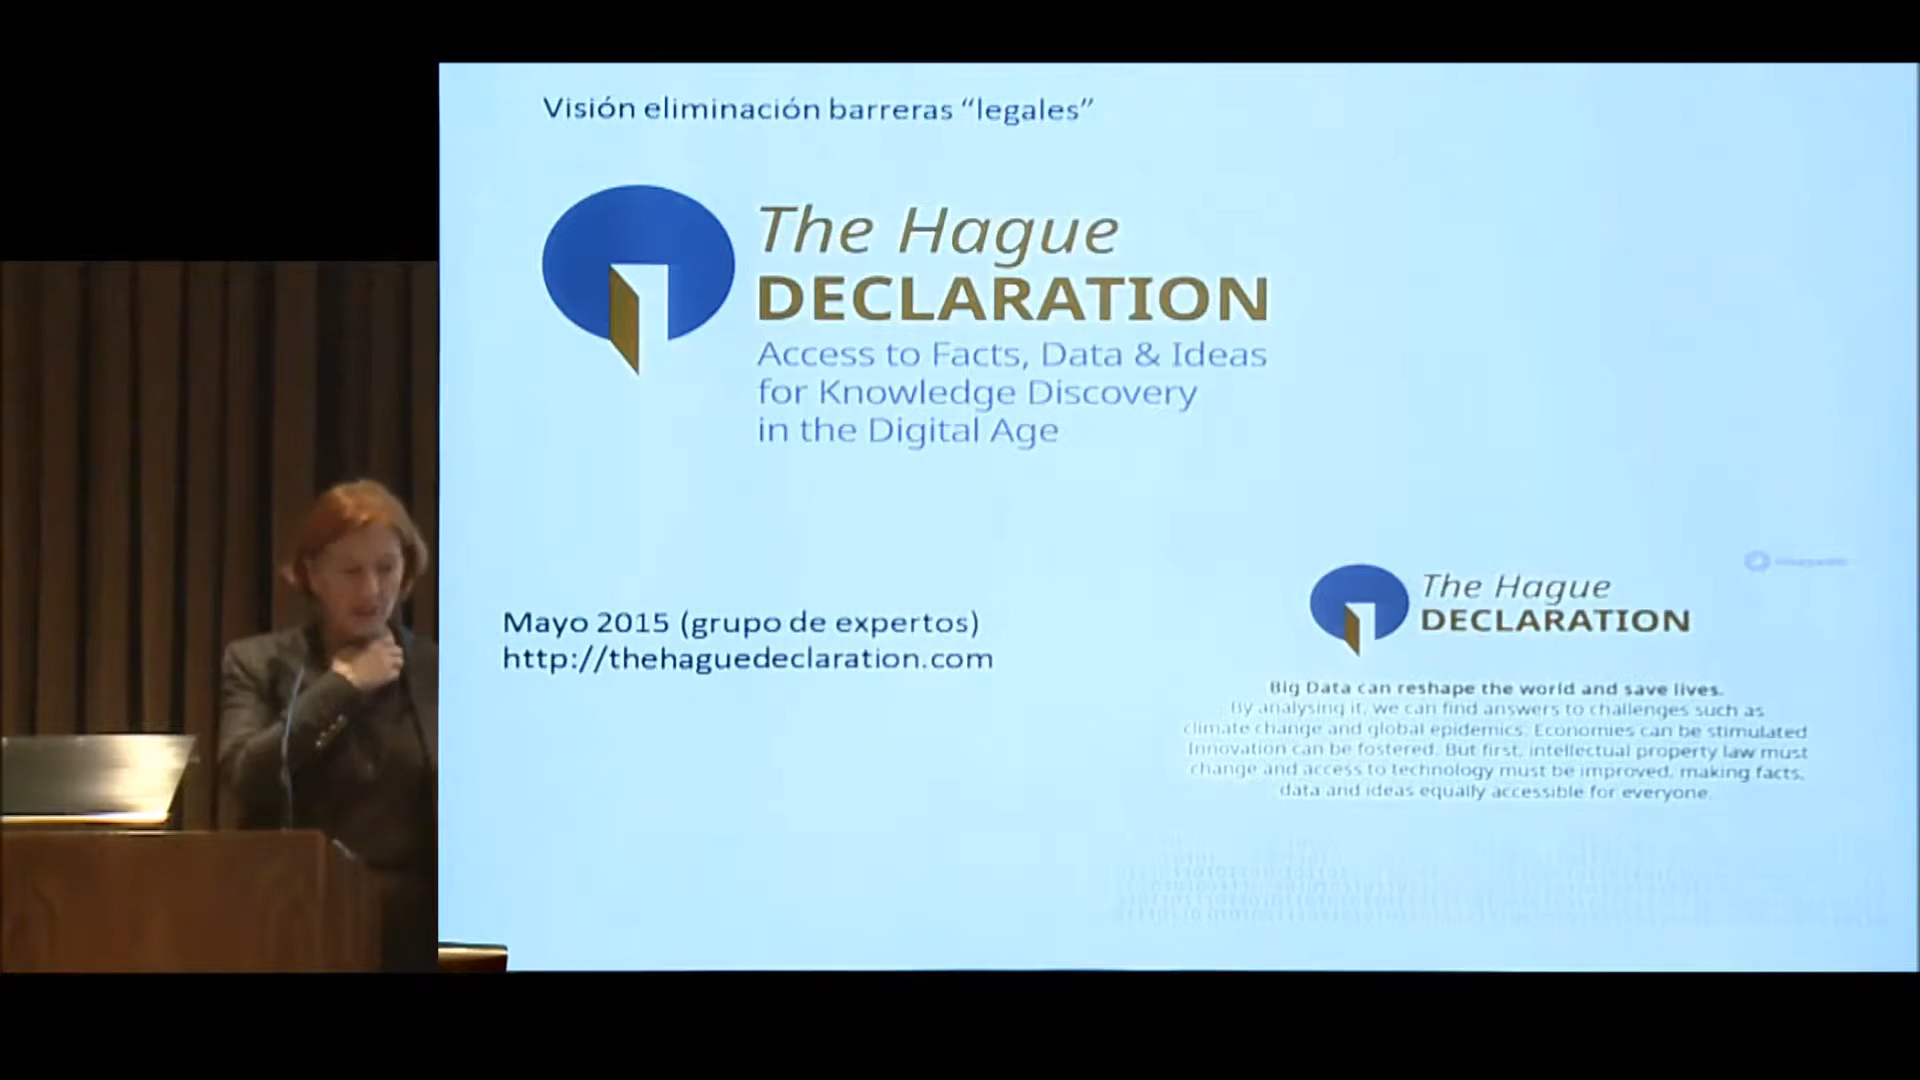 Visión eliminación barreras “legales”
The Hague
DECLARATION
Access to Facts, Data & Ideas
for Knowledge Discovery
in the Digital Age
Mayo 2015 (grupo de expertos)
http://thehaguedeclaration.com
The Hague
DECLARATION
Big Data can reshape the world and save lives.
By analysing it, we can find answers to challenges such as
climate change and global epidemics. Economies can be stimulated
Innovation can be fostered. But first, intellectual property law must
change and access to technology must be improved, making facts,
data and ideas equally accessible for everyone.